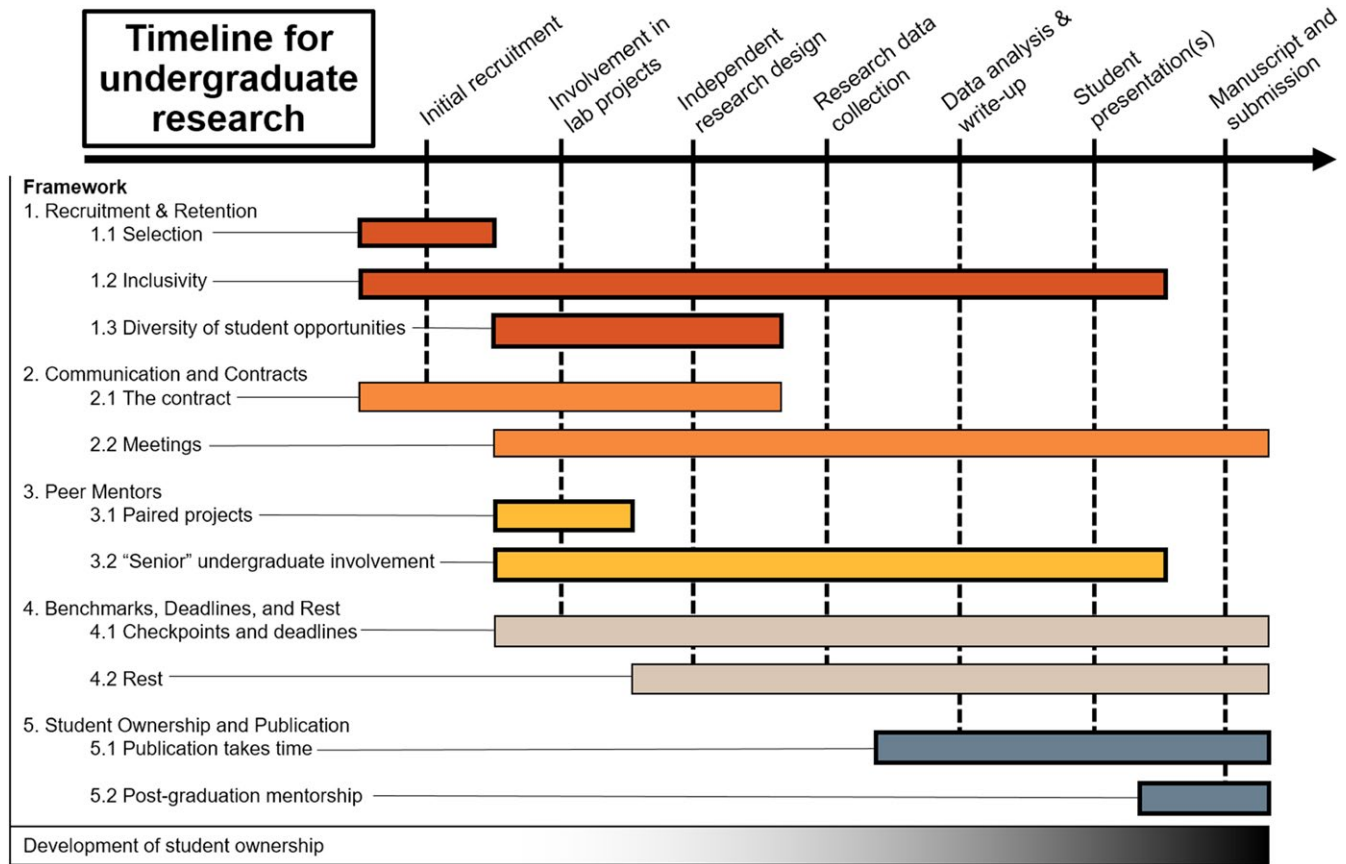 Timeline for
undergraduate
research
Initial recruitment
Involvement in
lab projects
Independent
research design
Research data
collection
Data analysis &
write-up
Student
presentation(s)
Manuscript and
submission
Framework
1. Recruitment & Retention
1.1 Selection
1.2 Inclusivity
1.3 Diversity of student opportunities
2. Communication and Contracts
2.1 The contract
2.2 Meetings
3. Peer Mentors
3.1 Paired projects
3.2 “Senior” undergraduate involvement
4. Benchmarks, Deadlines, and Rest
4.1 Checkpoints and deadlines
4.2 Rest
5. Student Ownership and Publication
5.1 Publication takes time
5.2 Post-graduation mentorship
Development of student ownership